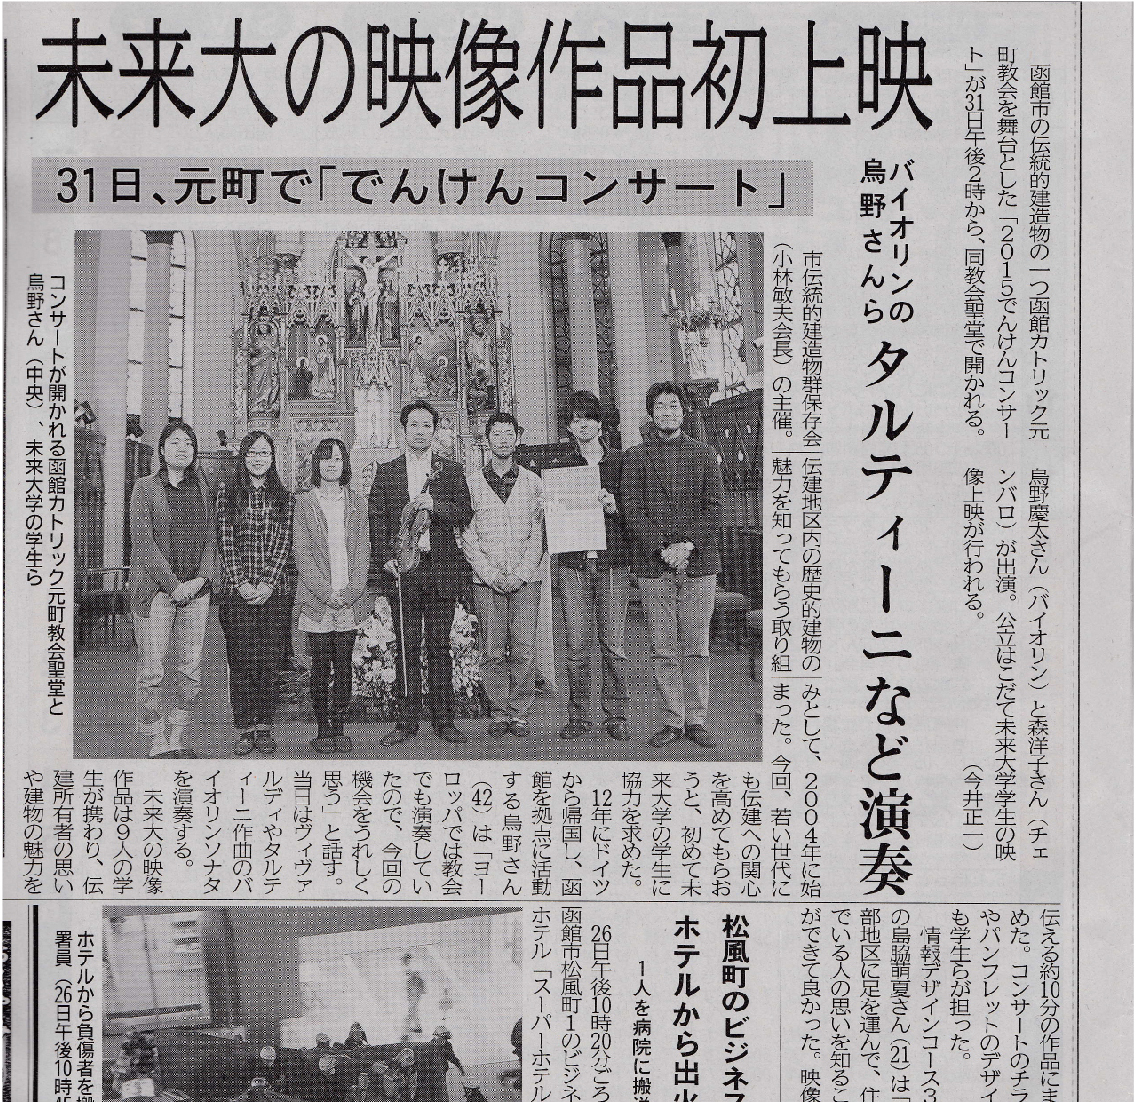 未来大の映像作品初上映
31日、元町で「でんけんコンサート」
バイオリンの
烏野さんら
タルティーニなど演奏
函館市の伝統的建造物の一つ函館カトリック元
町教会を舞台とした「2015でんけんコンサー
ト」が31日午後2時から、同教会聖堂で開かれる。
烏野慶太さん（バイオリン）と森洋子さん（チェ
ンバロ）が出演。公立はこだて未来大学学生の映
像上映が行われる。
（今井正一）
市伝統的建造物群保存会
（小林敏夫会長）の主催。
伝建地区内の歴史的建物の
魅力を知ってもらう取り組
みとして、2004年に始
まった。今回、若い世代に
も伝建への関心
を高めてもらお
うと、初めて未
来大学の学生に
協力を求めた。
12年にドイツ
から帰国し、函
館を拠点に活動
する烏野さん
（42）は「ヨー
ロッパでは教会
でも演奏してい
たので、今回の
機会をうれしく
思う」と話す。
当日はヴィヴァ
ルディやタルテ
ィーニ作曲のバ
イオリンソナタ
を演奏する。
未来大の映像
作品は9人の学
生が携わり、伝
建所有者の思い
や建物の魅力を
伝える約10分の作品にま
めた。コンサートのチラ
やパンフレットのデザイ
も学生らが担った。
情報デザインコース3
の島脇萌夏さん（21）は「
部地区に足を運んで、住
でいる人の思いを知るこ
ができて良かった。映像
コンサートが開かれる函館カトリック元町教会聖堂と
烏野さん（中央）、未来大学の学生ら
松風町のビジネス
ホテルから出火
1人を病院に搬送
26日午後10時20分ごろ
函館市松風町1のビジネ
ホテル「スーパーホテル
ホテルから負傷者を搬
署員（26日午後10時45